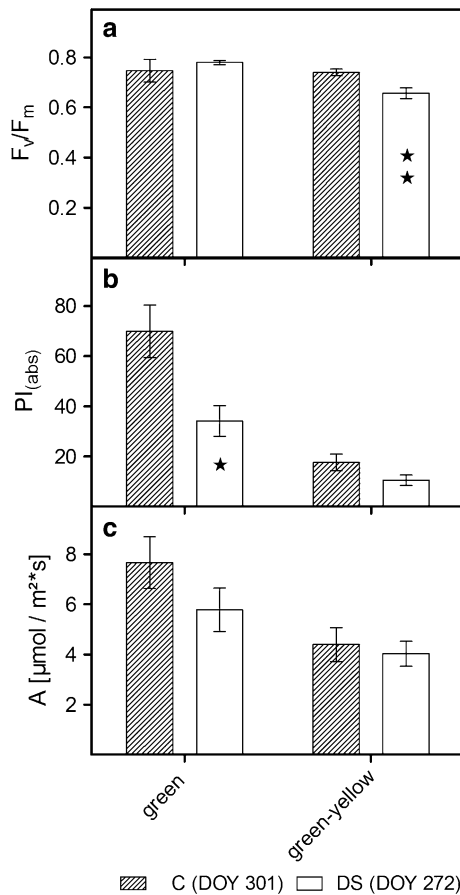 a
0.8
0.6
0.4
0.2
Fv/Fm
b
80
60
40
20
PI(abs)
c
8
6
4
2
A [µmol / m²*s]
green
green-yellow
C (DOY 301)
DS (DOY 272)